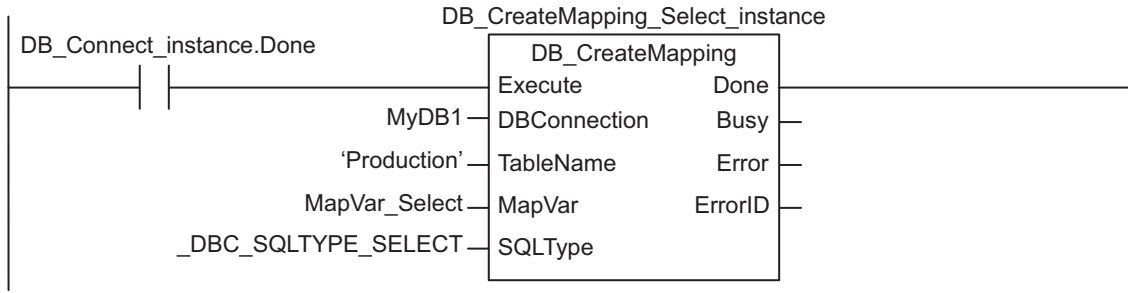 DB_CreateMapping_Select_instance
DB_Connect_instance.Done
DB_CreateMapping
Execute Done
MyDB1 DBConnection Busy
‘Production’ TableName Error
MapVar_Select MapVar ErrorID
_DBC_SQLTYPE_SELECT SQLType